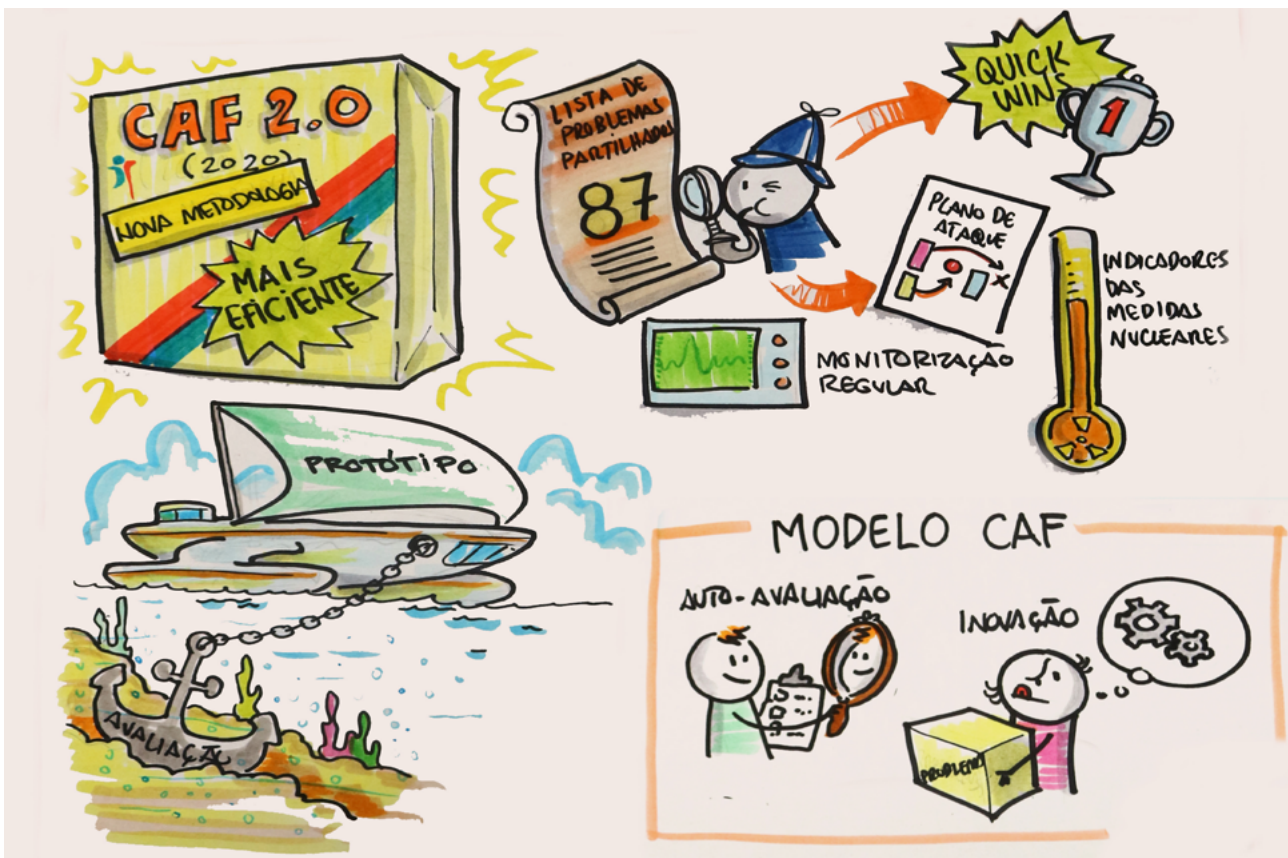 CAF 2.0
(2020)
NOVA METODOLOGIA
MAIS
EFICIENTE
LISTA DE
PROBLEMAS
PARTILHADOS
87
QUICK
WINS
1
PLANO DE
ATAQUE
X
INDICADORES
DAS
MEDIDAS
NUCLEARES
MONITORIZAÇÃO
REGULAR
PROTÓTIPO
AVALIAÇÃO
MODELO CAF
AUTO-AVALIAÇÃO
INOVAÇÃO
PROBLEMA